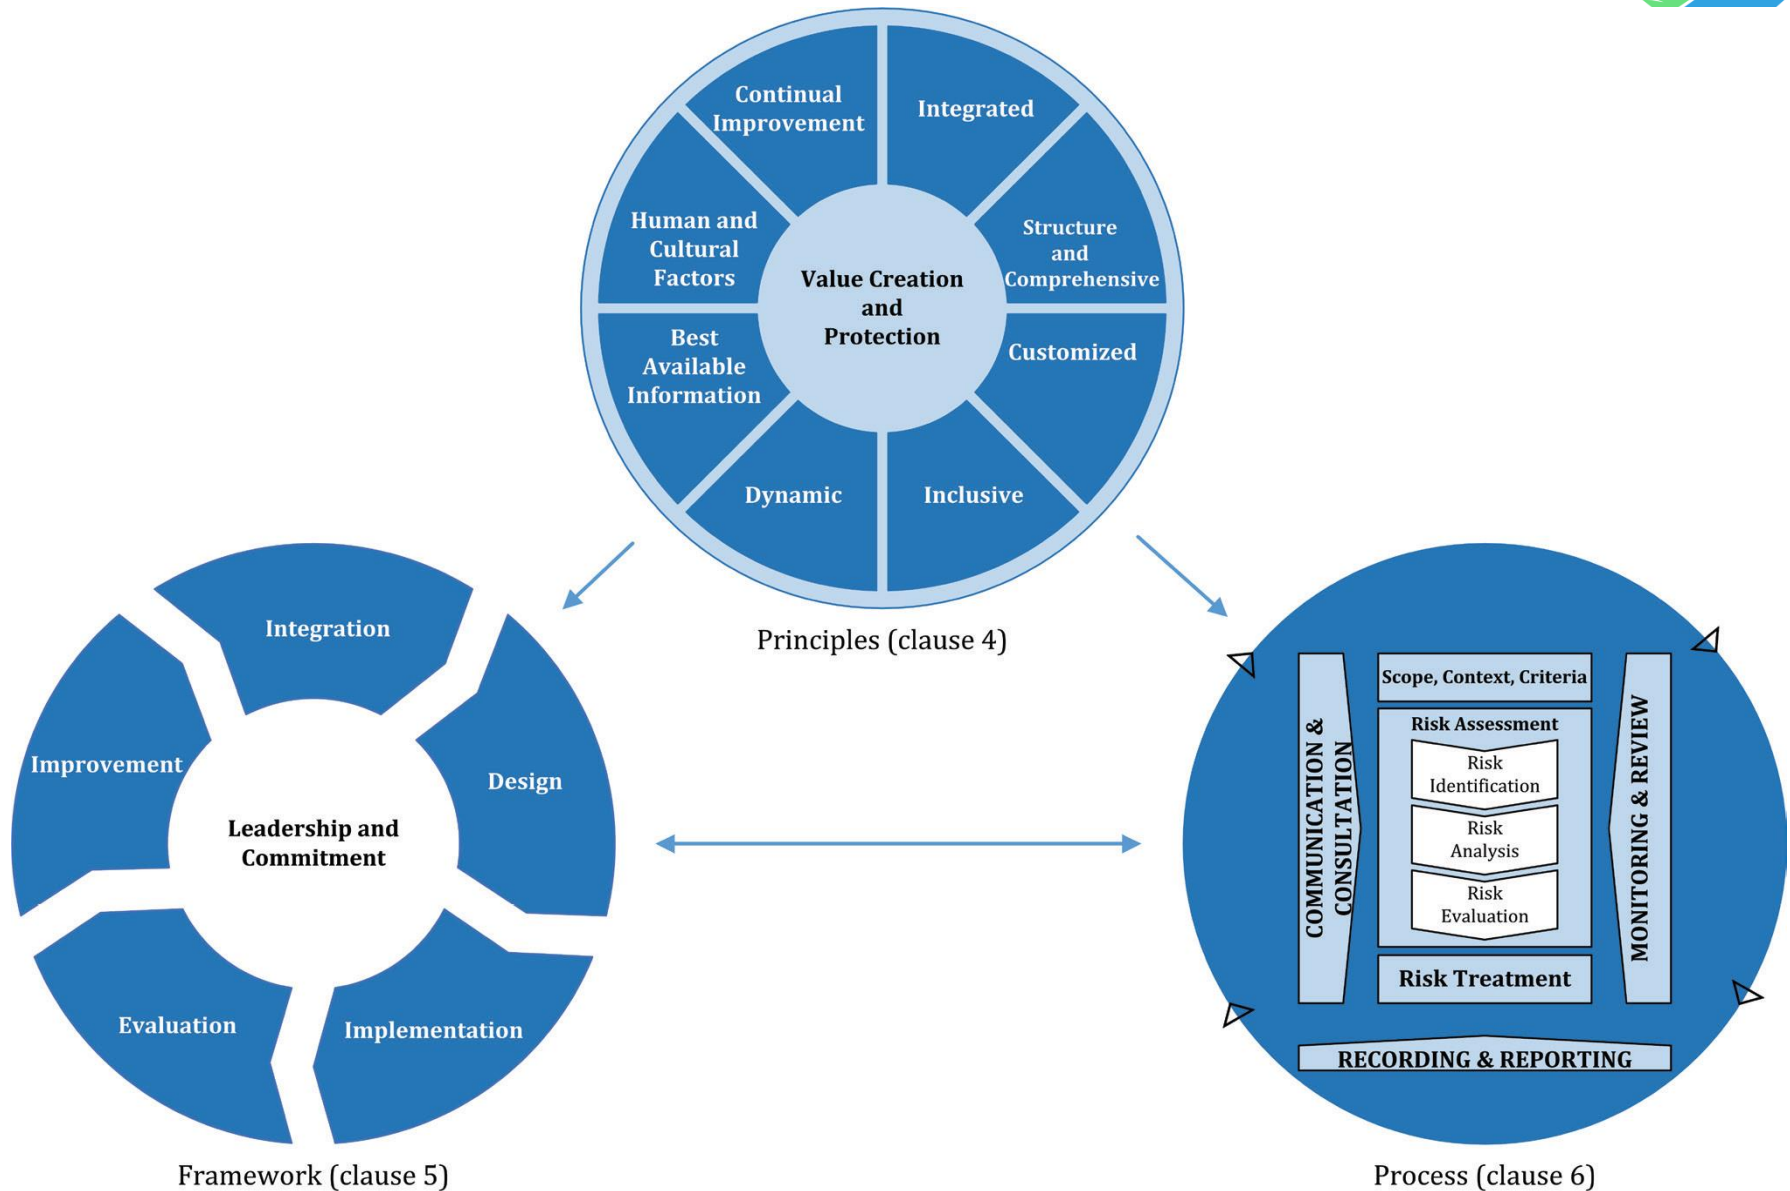 Continual
Improvement
Integrated
Human and
Cultural
Factors
Structure
and
Comprehensive
Value Creation
and
Protection
Best
Available
Information
Customized
Dynamic
Inclusive
Principles (clause 4)
Integration
Improvement
Design
Leadership and
Commitment
Evaluation
Implementation
Framework (clause 5)
COMMUNICATION &
CONSULTATION
Scope, Context, Criteria
Risk Assessment
Risk
Identification
Risk
Analysis
Risk
Evaluation
Risk Treatment
MONITORING & REVIEW
RECORDING & REPORTING
Process (clause 6)